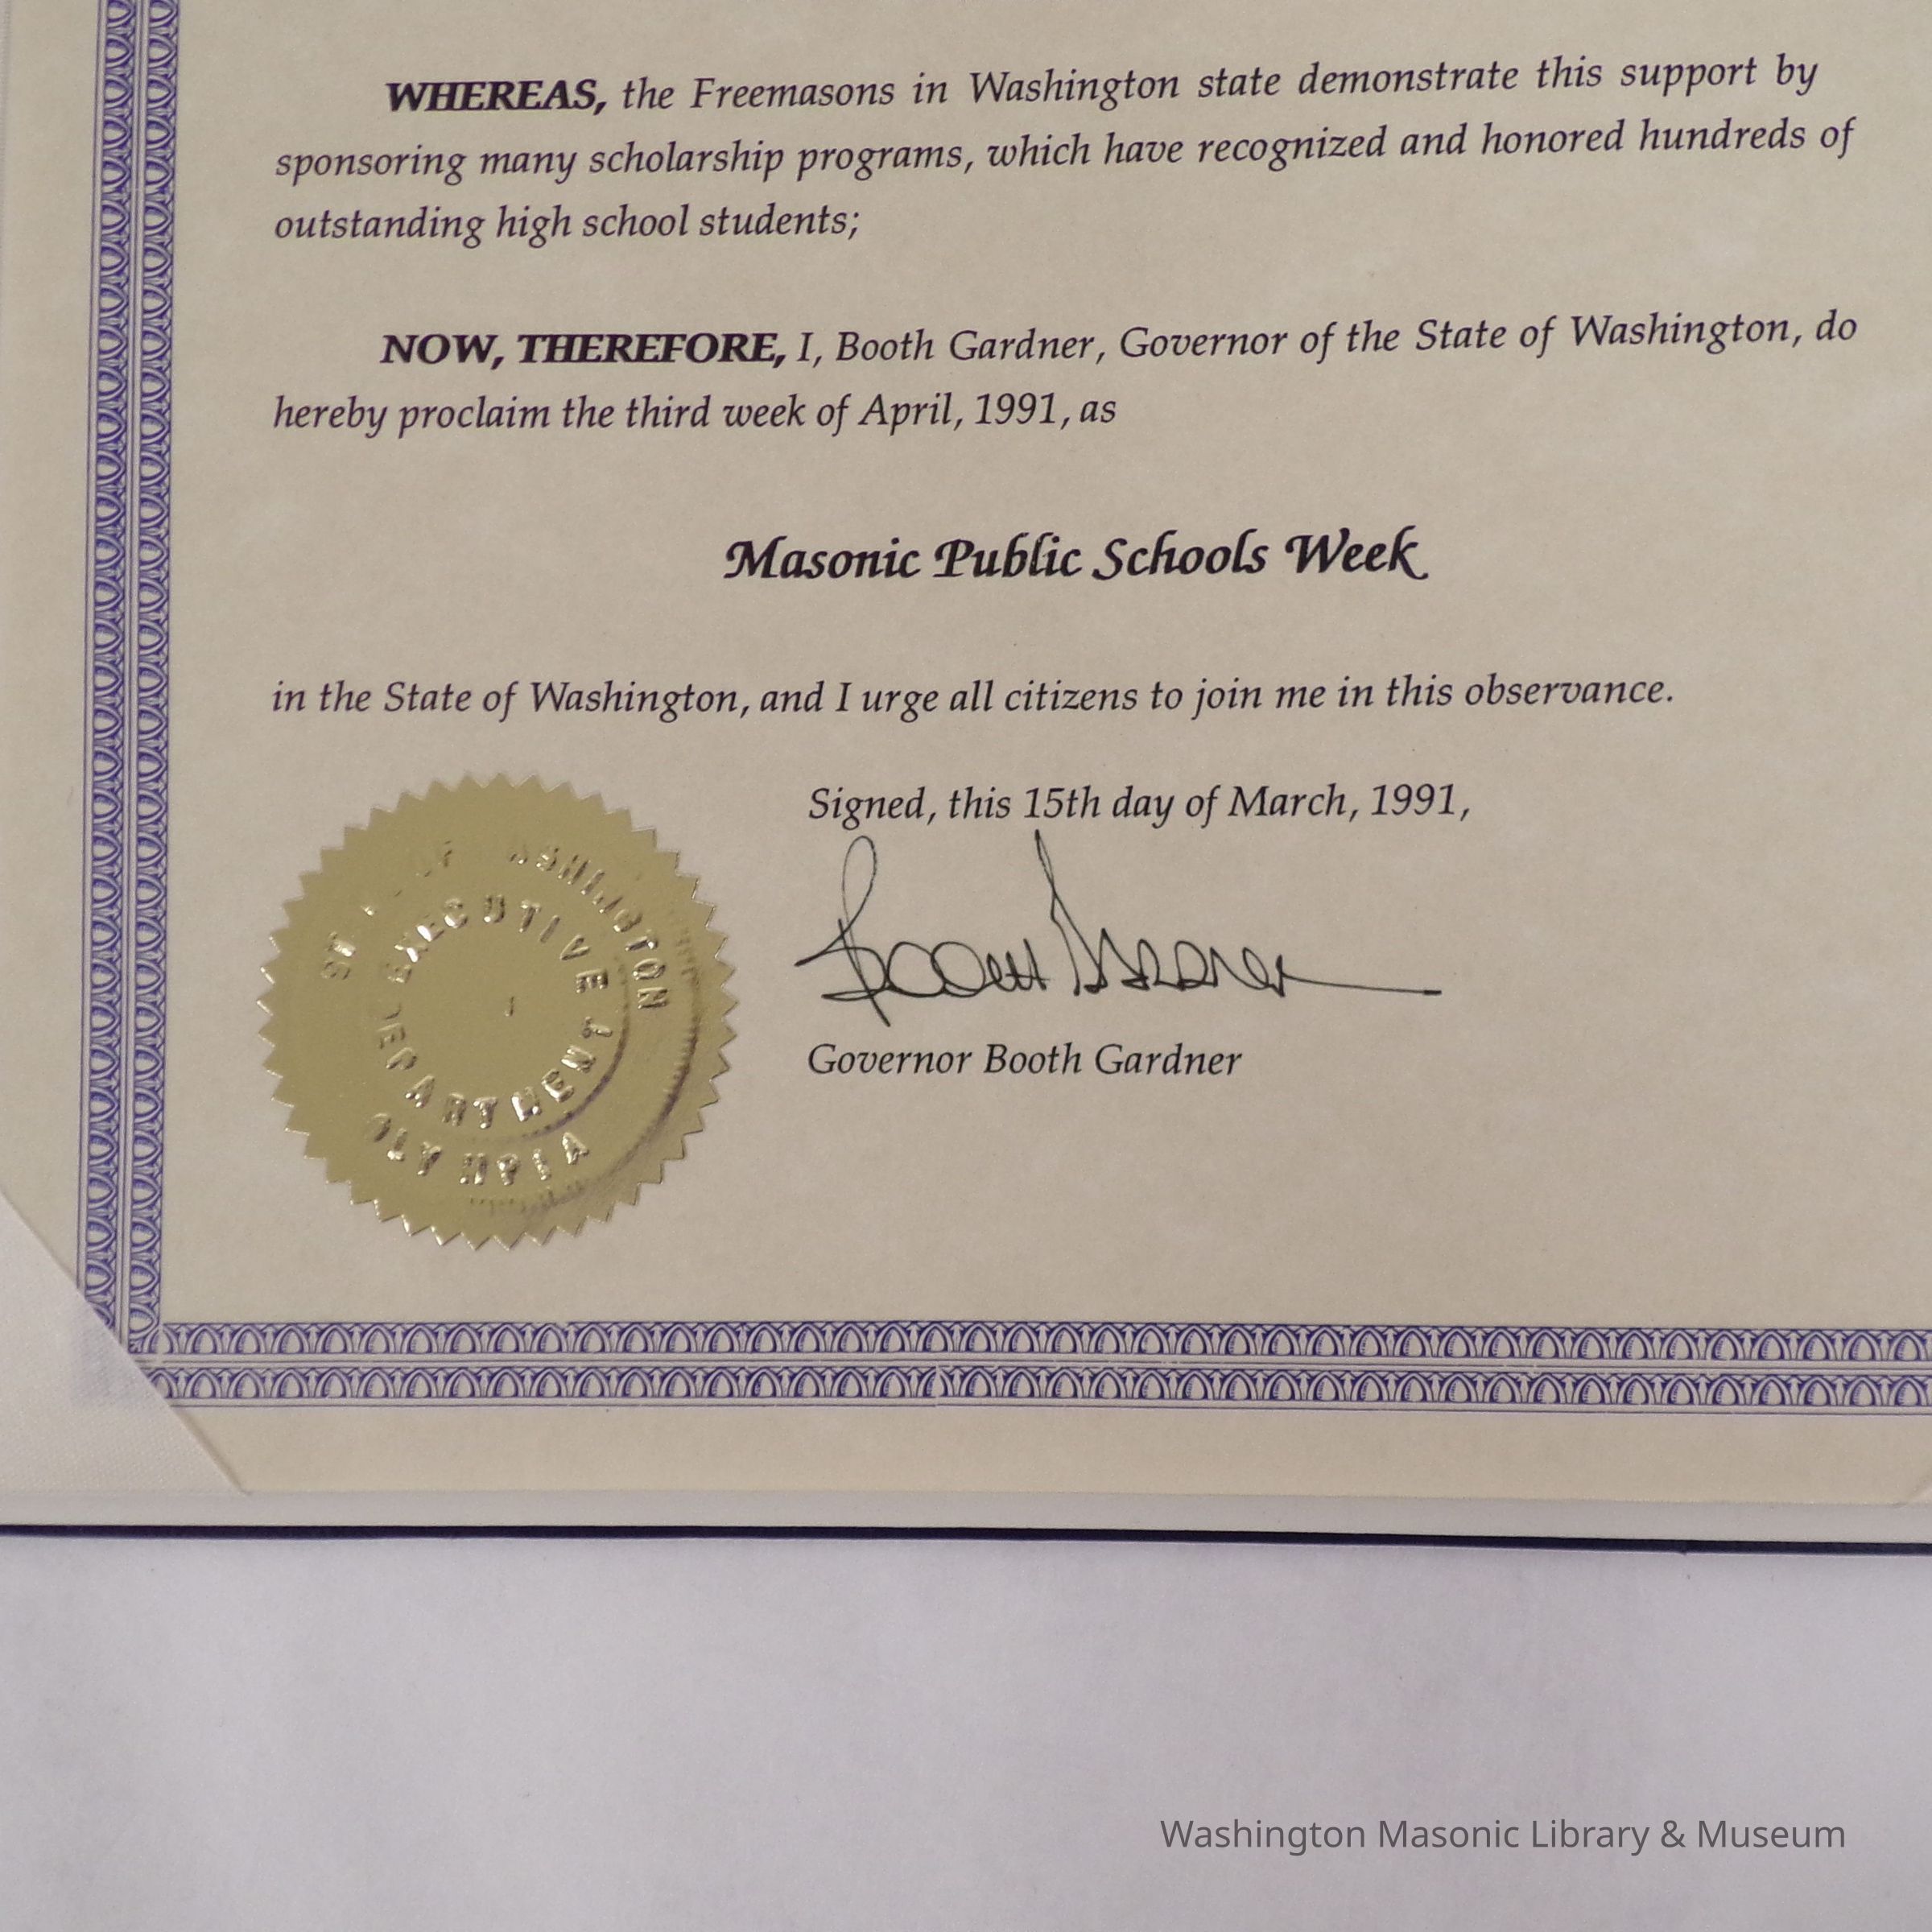 WHEREAS, the Freemasons in Washington state demonstrate this support by
sponsoring many scholarship programs, which have recognized and honored hundreds of
outstanding high school students;
NOW, THEREFORE, I, Booth Gardner, Governor of the State of Washington, do
hereby proclaim the third week of April, 1991, as
Masonic Public Schools Week
in the State of Washington, and I urge all citizens to join me in this observance.
Signed, this 15th day of March, 1991,
Booth Gardner
Governor Booth Gardner
OF WASHINGTON
EXECUTIVE DEPARTMENT
OLYMPIA
Washington Masonic Library & Museum